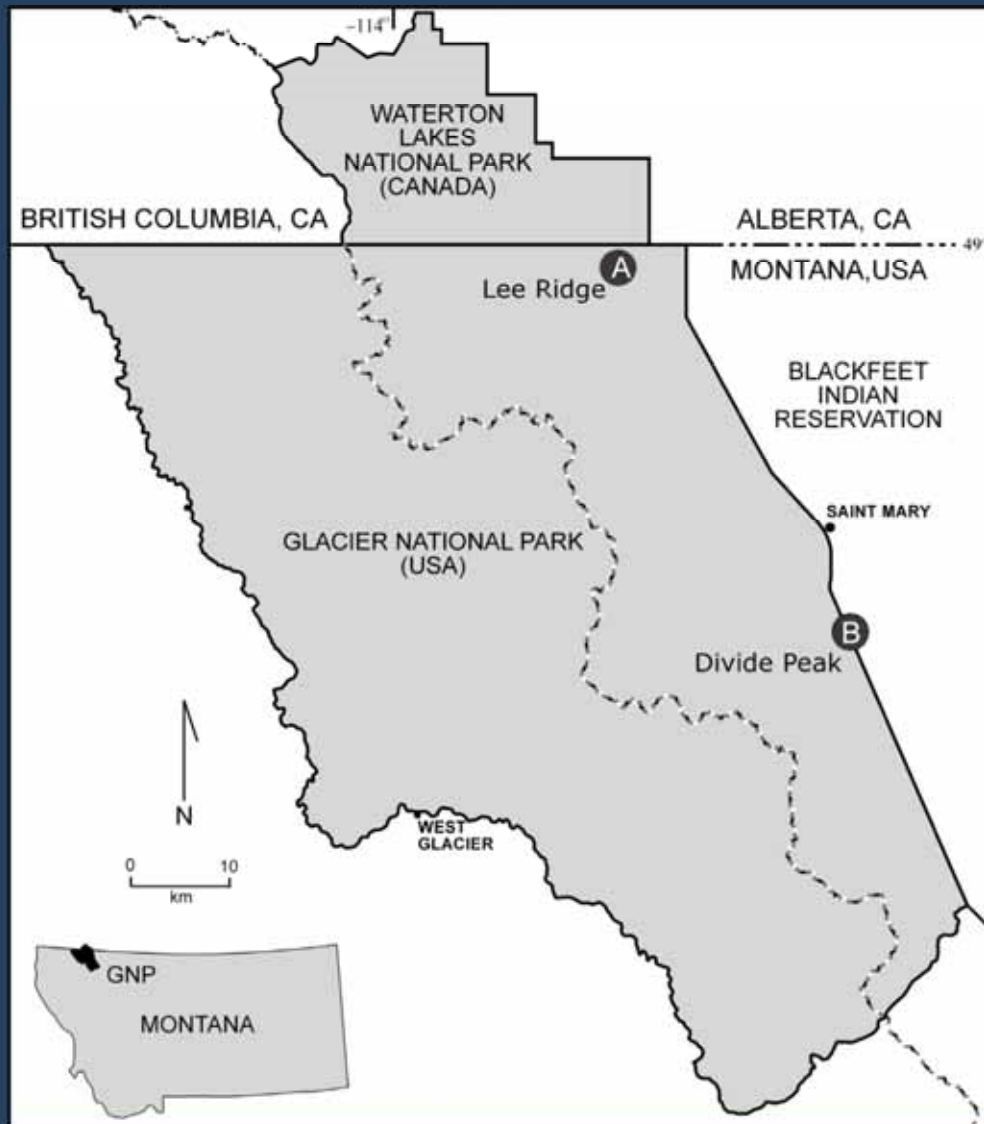 -114°
WATERTON
LAKES
NATIONAL PARK
(CANADA)
BRITISH COLUMBIA, CA
ALBERTA, CA
49°
MONTANA,USA
A
Lee Ridge
BLACKFEET
INDIAN
RESERVATION
SAINT MARY
GLACIER NATIONAL PARK
(USA)
B
Divide Peak
N
WEST
GLACIER
0 10
km
GNP
MONTANA